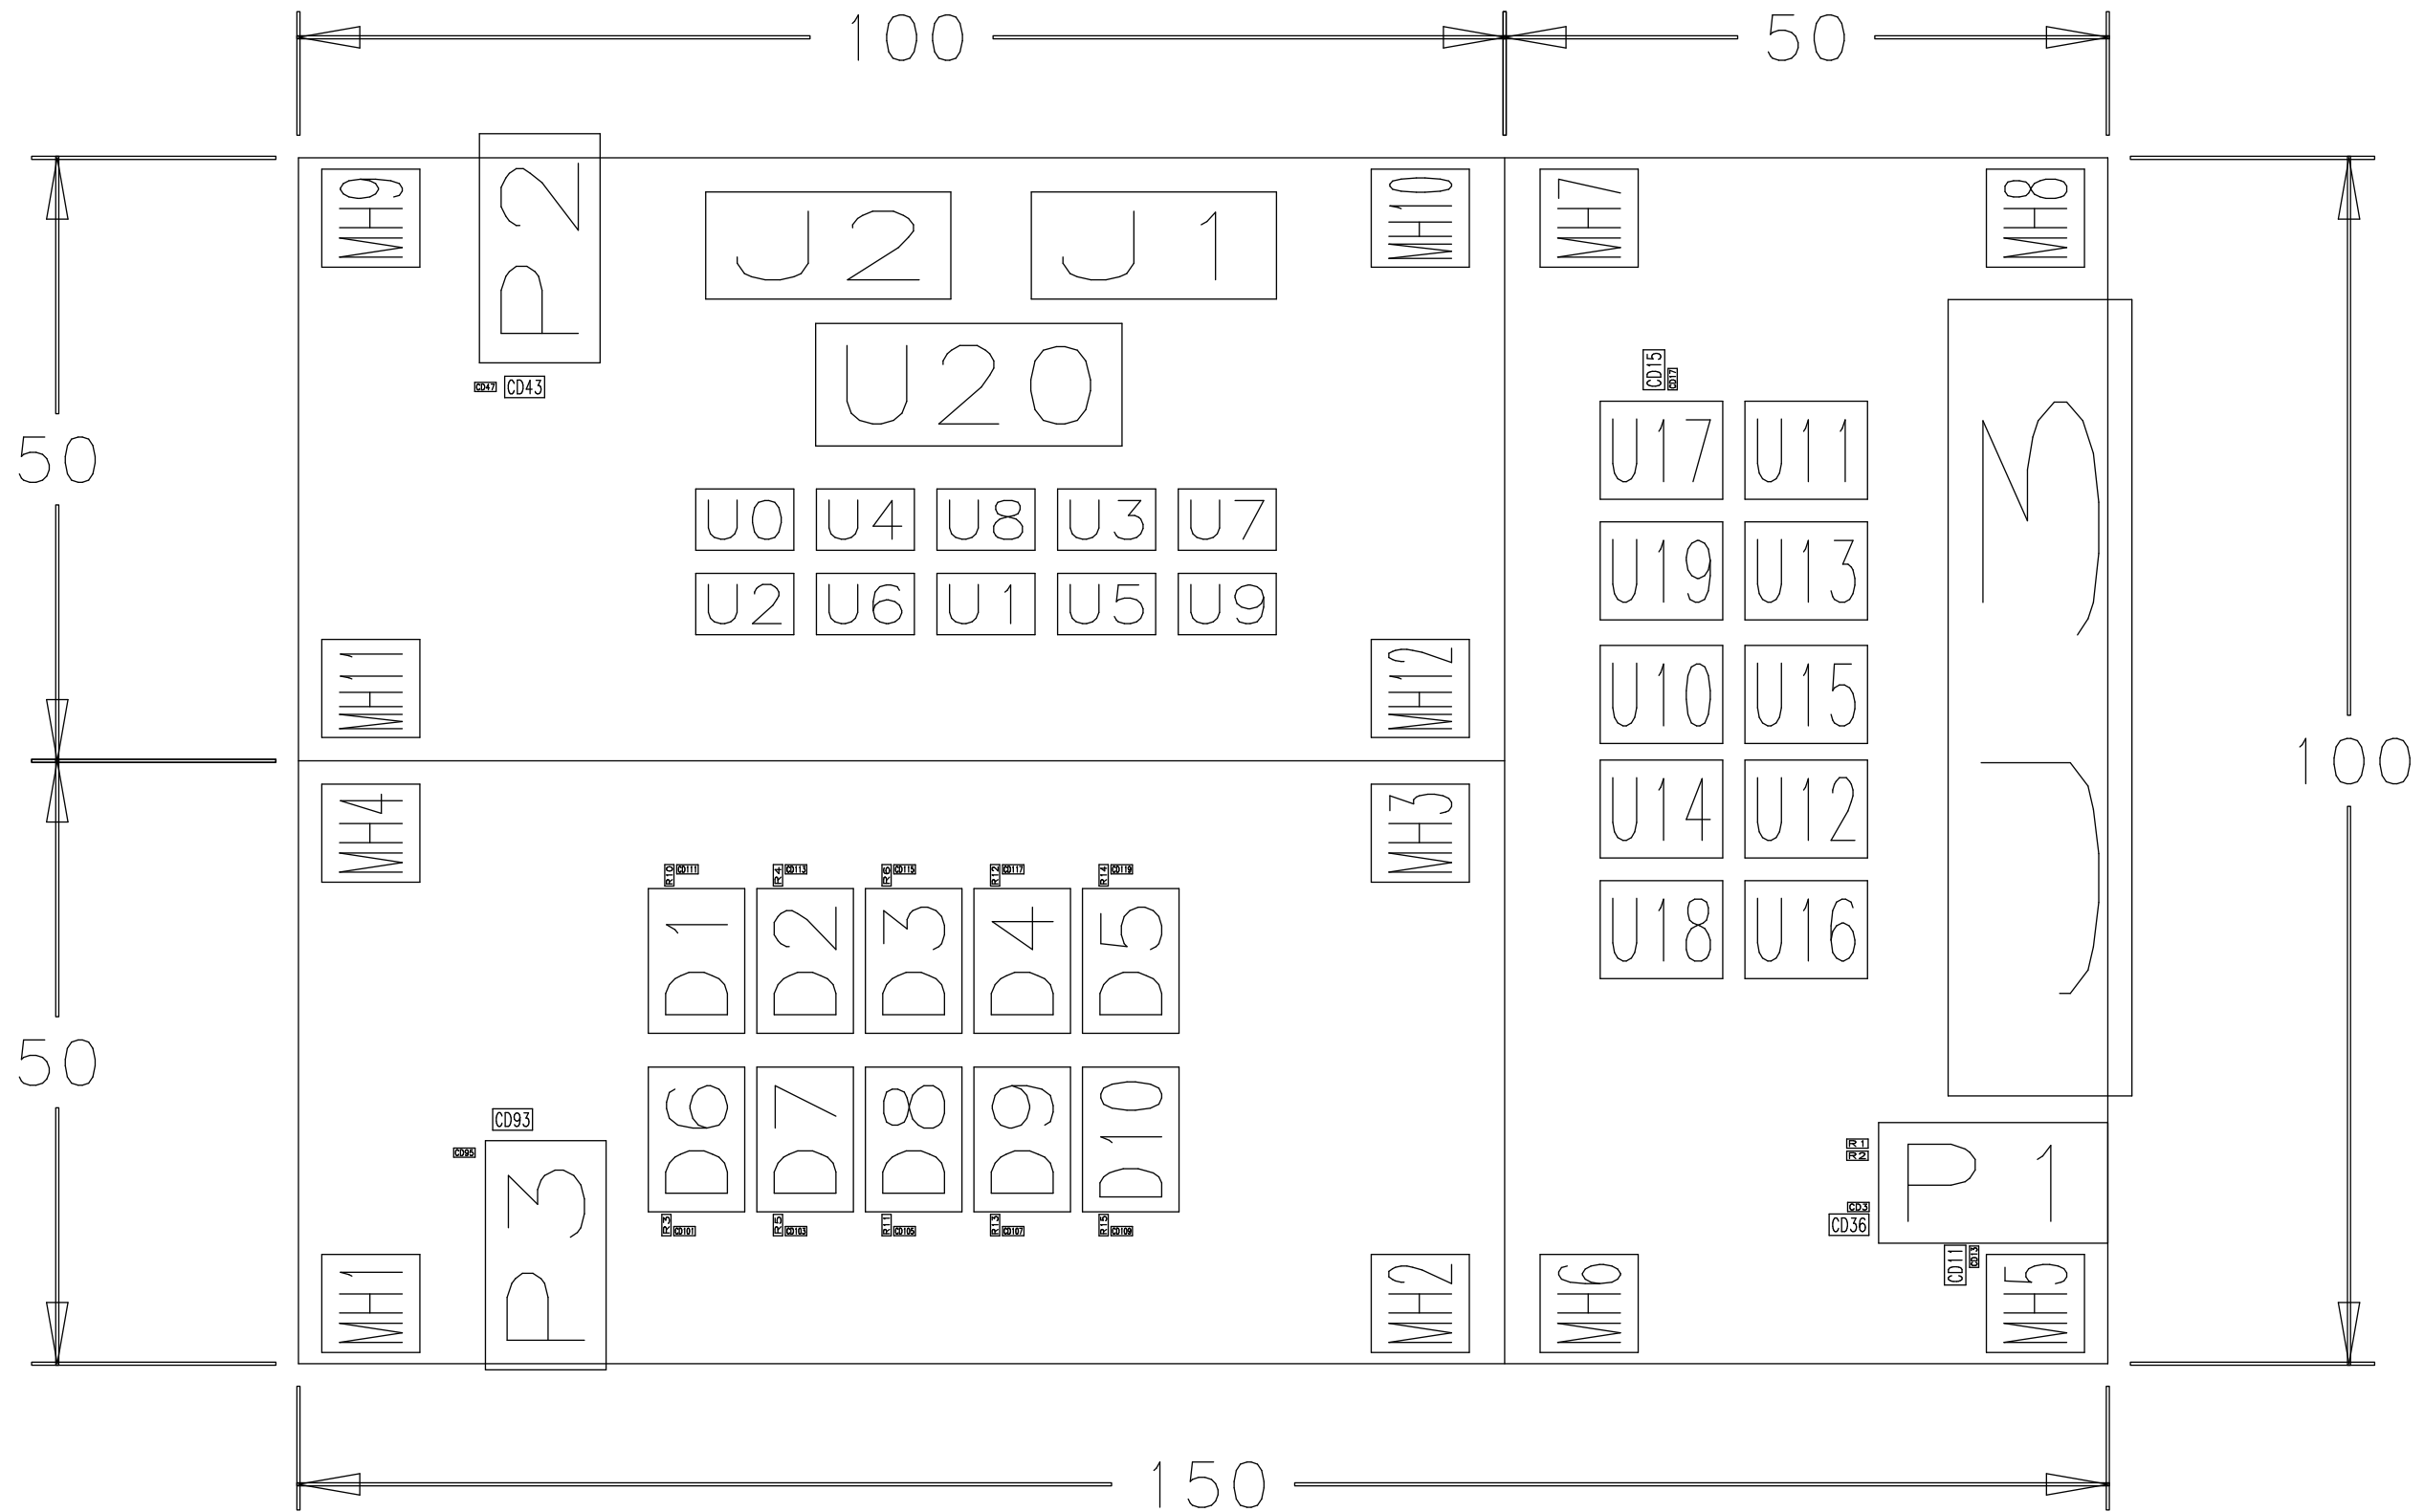 100 50
MH9 P2 J2 J1 MH10 MH7 MH8
U20
CD47 CD43
CD15 CD17
50
U17 U11
J3
U0 U4 U8 U3 U7
U19 U13
U2 U6 U1 U5 U9
MH11 MH12
U10 U15
100
MH4 MH3
U14 U12
R10 CD111 R4 CD113 R6 CD115 R12 CD117 R14 CD119
D1 D2 D3 D4 D5
U18 U16
50
D6 D7 D8 D9 D10
CD93
CD95
P3
R1
R2
P1
R3 CD101 R5 CD103 R11 CD105 R13 CD107 R15 CD109
CD3
CD36
CD11 CD13
MH1 MH2 MH6 MH5
150